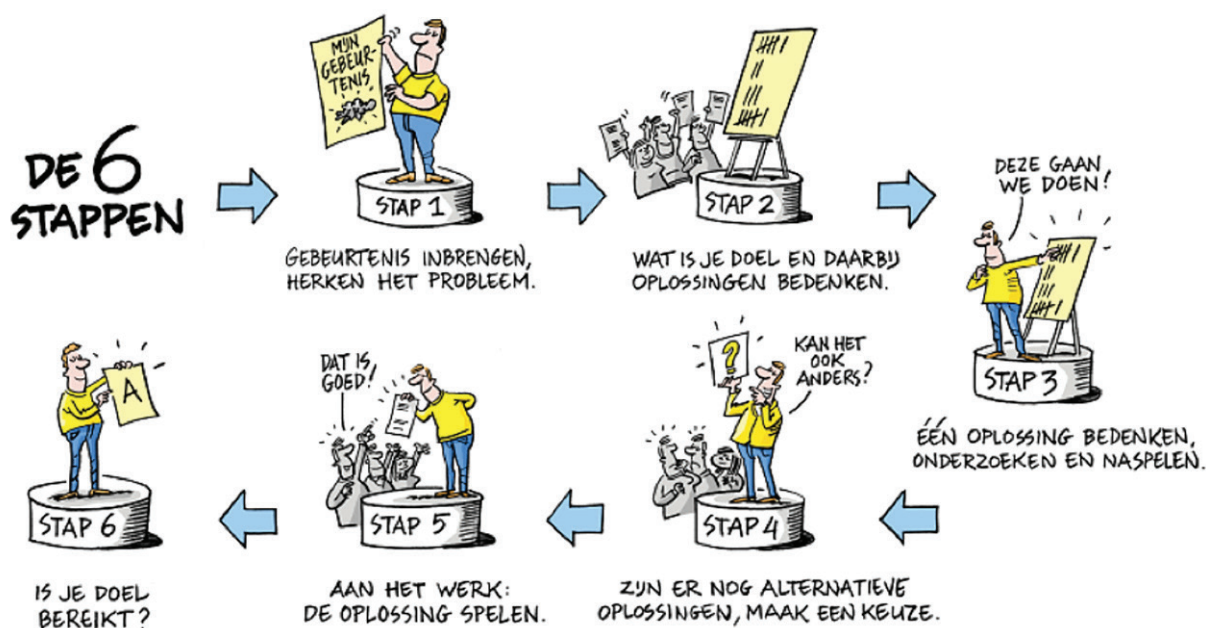 DE 6
STAPPEN
MIJN
GEBEUR-
TENIS
STAP 1
GEBEURTENIS INBRENGEN,
HERKEN HET PROBLEEM.
STAP 2
WAT IS JE DOEL EN DAARBIJ
OPLOSSINGEN BEDENKEN.
DEZE GAAN
WE DOEN!
STAP 3
ÉÉN OPLOSSING BEDENKEN,
ONDERZOEKEN EN NASPELEN.
?
KAN HET
OOK
ANDERS?
STAP 4
ZIJN ER NOG ALTERNATIEVE
OPLOSSINGEN, MAAK EEN KEUZE.
DAT IS
GOED!
STAP 5
AAN HET WERK:
DE OPLOSSING SPELEN.
A
STAP 6
IS JE DOEL
BEREIKT?